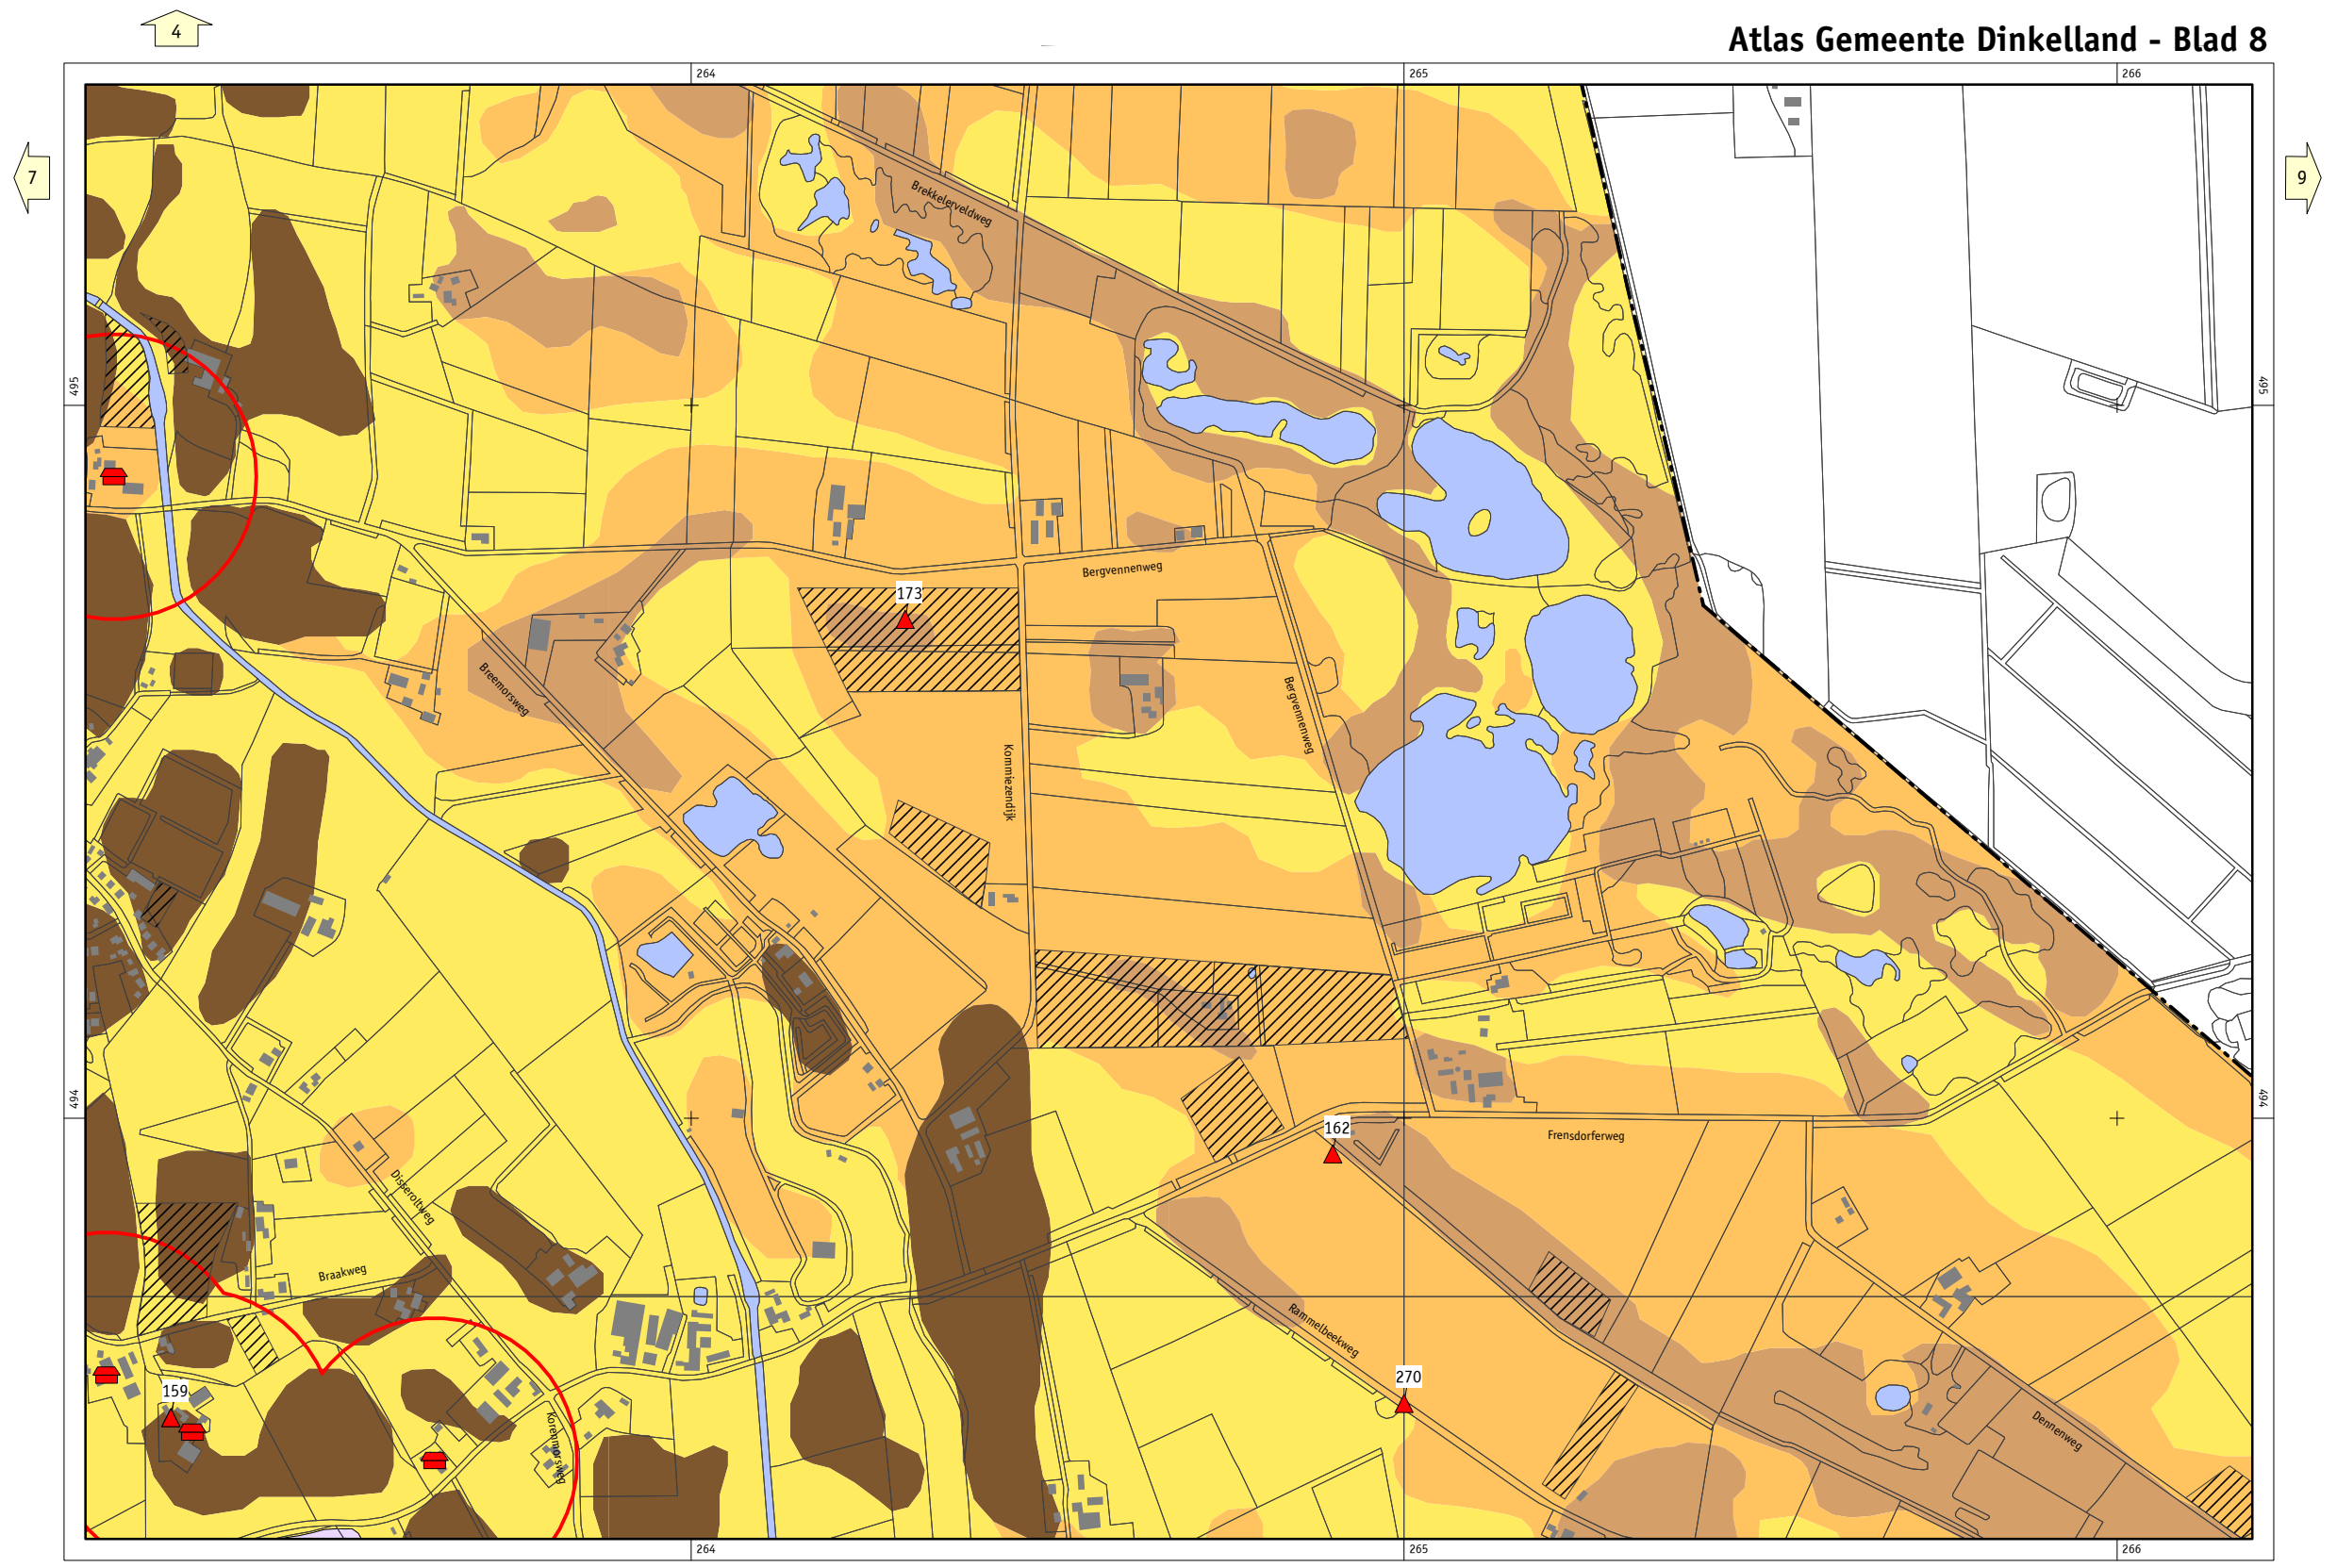 4
Atlas Gemeente Dinkelland - Blad 8
264
265
266
7
9
Brekkelerveldweg
495
495
Bergvennenweg
173
Breemorsweg
Bergvennenweg
Kommiezendijk
494
494
162
Frensdorferweg
Disseroltweg
Braakweg
Rammelbeekweg
159
270
Korenmorsweg
Dennenweg
264
265
266